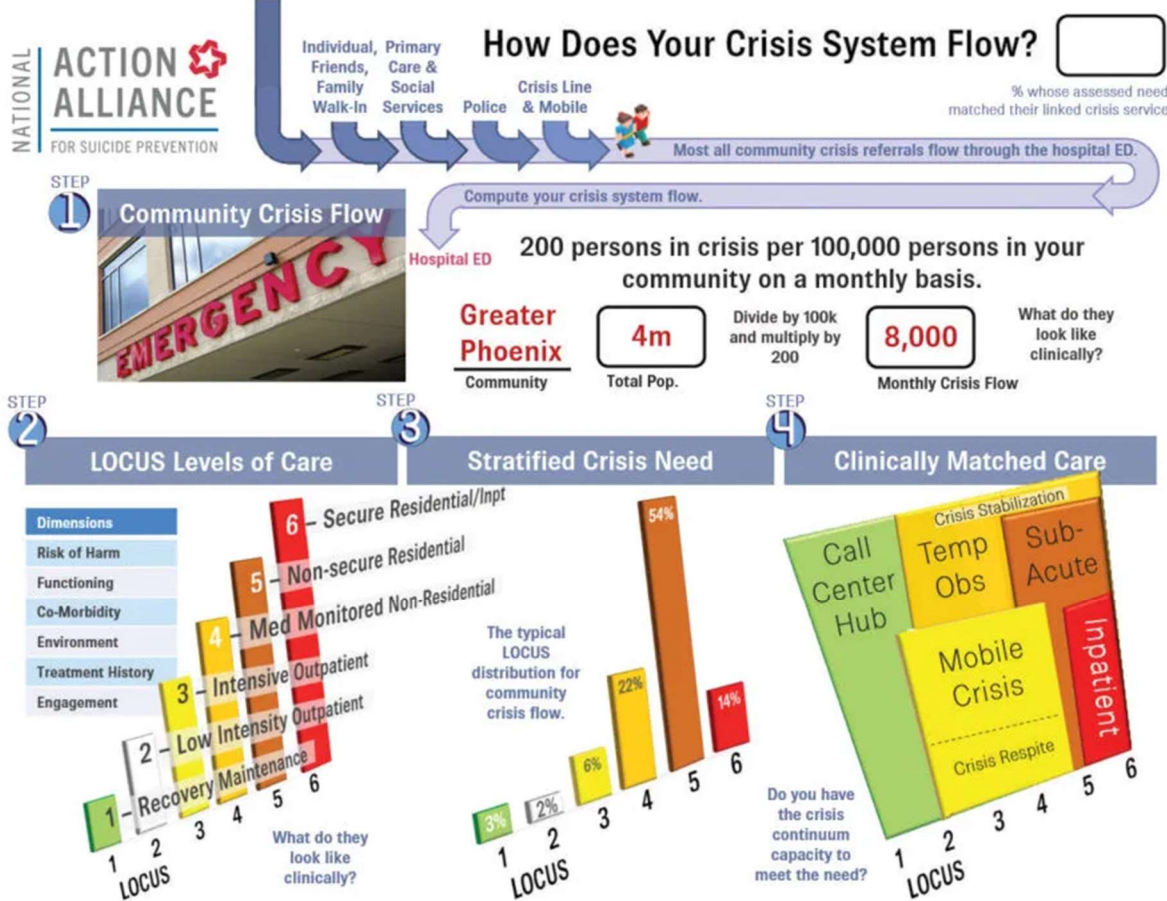 NATIONAL
ACTION
ALLIANCE
FOR SUICIDE PREVENTION
Individual,
Friends,
Family
Walk-In
Primary
Care &
Social
Services
Police
Crisis Line
& Mobile
How Does Your Crisis System Flow?
% whose assessed need
matched their linked crisis service
Most all community crisis referrals flow through the hospital ED.
Compute your crisis system flow.
Hospital ED
STEP
1
Community Crisis Flow
EMERGENCY
200 persons in crisis per 100,000 persons in your
community on a monthly basis.
Greater
Phoenix
Community
4m
Total Pop.
Divide by 100k
and multiply by
200
8,000
Monthly Crisis Flow
What do they
look like
clinically?
STEP
2
LOCUS Levels of Care
Dimensions
Risk of Harm
Functioning
Co-Morbidity
Environment
Treatment History
Engagement
6 – Secure Residential/Inpt
5 – Non-secure Residential
4 – Med Monitored Non-Residential
3 – Intensive Outpatient
2 – Low Intensity Outpatient
1 – Recovery Maintenance
1 2 3 4 5 6
LOCUS
What do they
look like
clinically?
STEP
3
Stratified Crisis Need
The typical
LOCUS
distribution for
community
crisis flow.
3%
2%
6%
22%
54%
14%
1 2 3 4 5 6
LOCUS
STEP
4
Clinically Matched Care
Crisis Stabilization
Call
Center
Hub
Temp
Obs
Sub-
Acute
Mobile
Crisis
Crisis Respite
Inpatient
1 2 3 4 5 6
LOCUS
Do you have
the crisis
continuum
capacity to
meet the need?